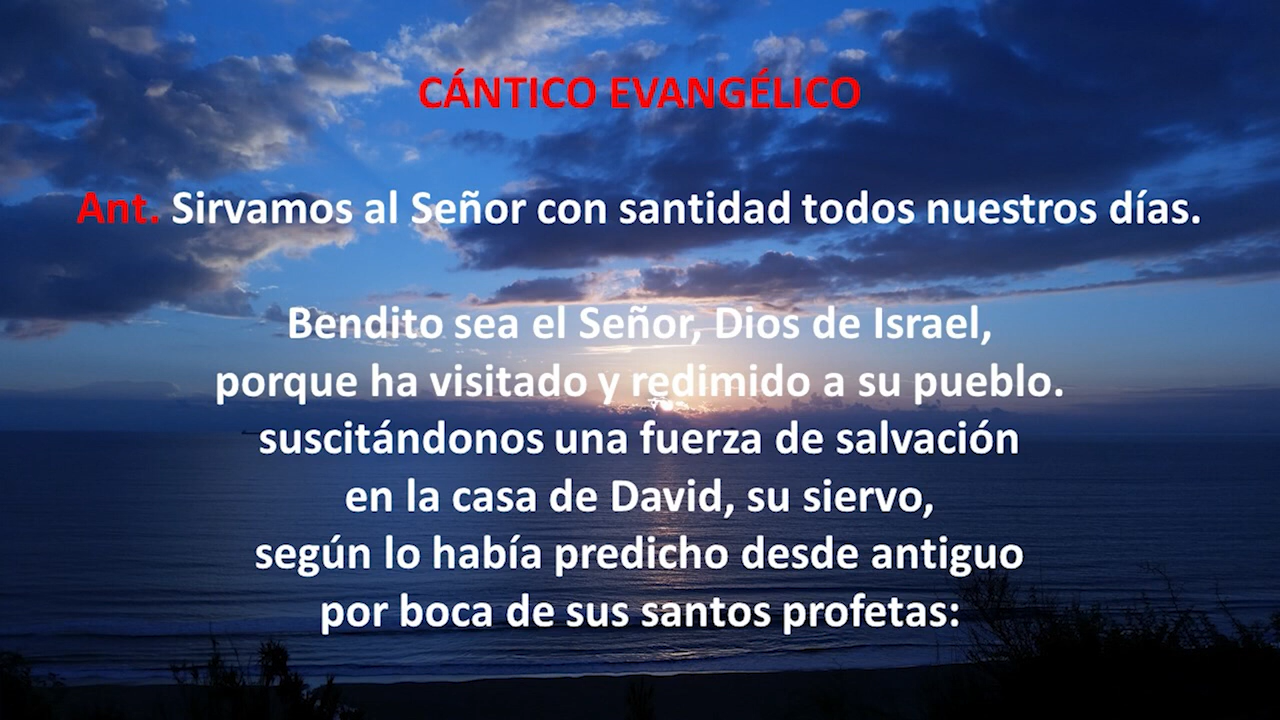 CÁNTICO EVANGÉLICO
Ant. Sirvamos al Señor con santidad todos nuestros días.
Bendito sea el Señor, Dios de Israel,
porque ha visitado y redimido a su pueblo.
suscitándonos una fuerza de salvación
en la casa de David, su siervo,
según lo había predicho desde antiguo
por boca de sus santos profetas: